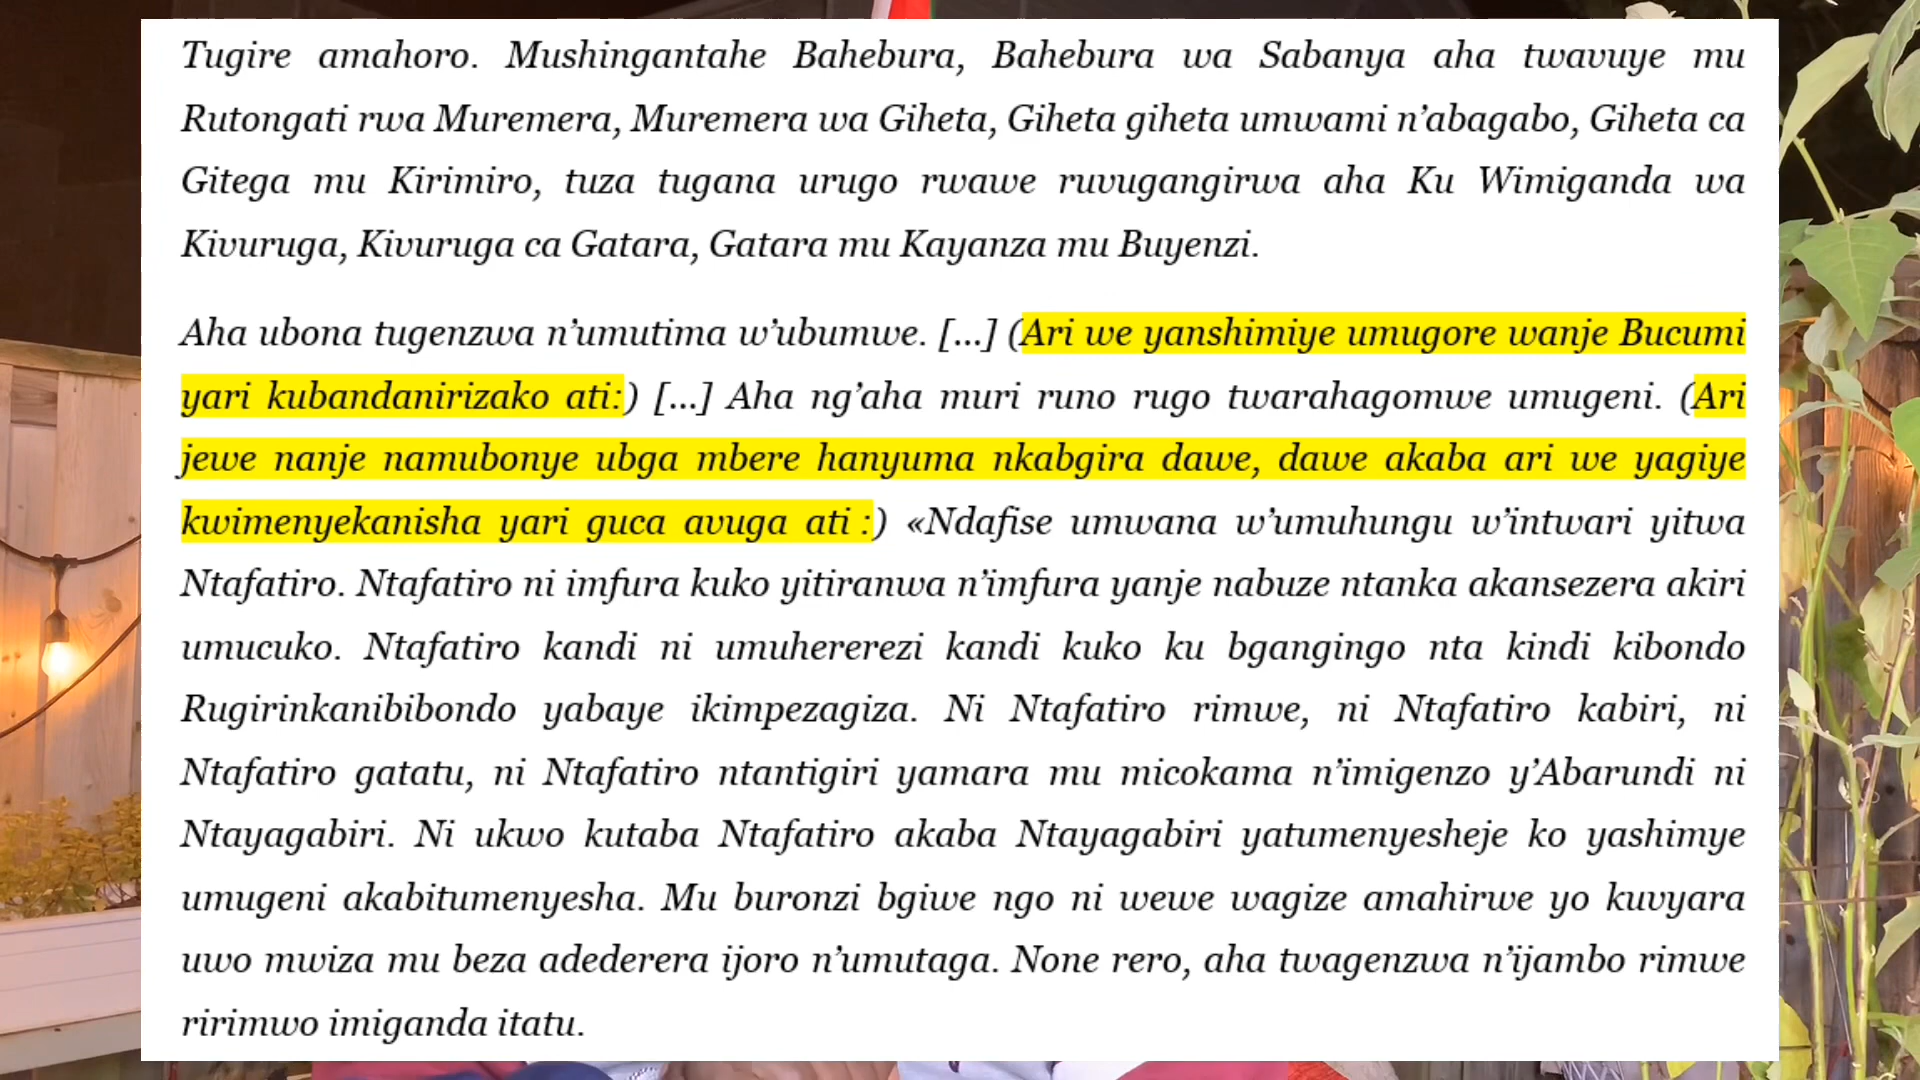 Tugire amahoro. Mushingantahe Bahebura, Bahebura wa Sabanya aha twavuye mu
Rutongati rwa Muremera, Muremera wa Giheta, Giheta giheta umwami n’abagabo, Giheta ca
Gitega mu Kirimiro, tuza tugana urugo rwawe ruvugangirwa aha Ku Wimiganda wa
Kivuruga, Kivuruga ca Gatara, Gatara mu Kayanza mu Buyenzi.
Aha ubona tugenzwa n’umutima w’ubumwe. [...] (Ari we yanshimiye umugore wanje Bucumi
yari kubandanirizako ati:) [...] Aha ng’aha muri runo rugo twarahagomwe umugeni. (Ari
jewe nanje namubonye ubga mbere hanyuma nkabgira dawe, dawe akaba ari we yagiye
kwimenyekanisha yari guca avuga ati :) «Ndafise umwana w’umuhungu w’intwari yitwa
Ntafatiro. Ntafatiro ni imfura kuko yitiranwa n’imfura yanje nabuze ntanka akansezera akiri
umucuko. Ntafatiro kandi ni umuhererezi kandi kuko ku bgangingo nta kindi kibondo
Rugirinkanibibondo yabaye ikimpezagiza. Ni Ntafatiro rimwe, ni Ntafatiro kabiri, ni
Ntafatiro gatatu, ni Ntafatiro ntantigiri yamara mu micokama n’imigenzo y’Abarundi ni
Ntayagabiri. Ni ukwo kutaba Ntafatiro akaba Ntayagabiri yatumenyesheje ko yashimye
umugeni akabitumenyesha. Mu buronzi bgiwe ngo ni wewe wagize amahirwe yo kuvyara
uwo mwiza mu beza adederera ijoro n’umutaga. None rero, aha twagenzwa n’ijambo rimwe
ririmwo imiganda itatu.